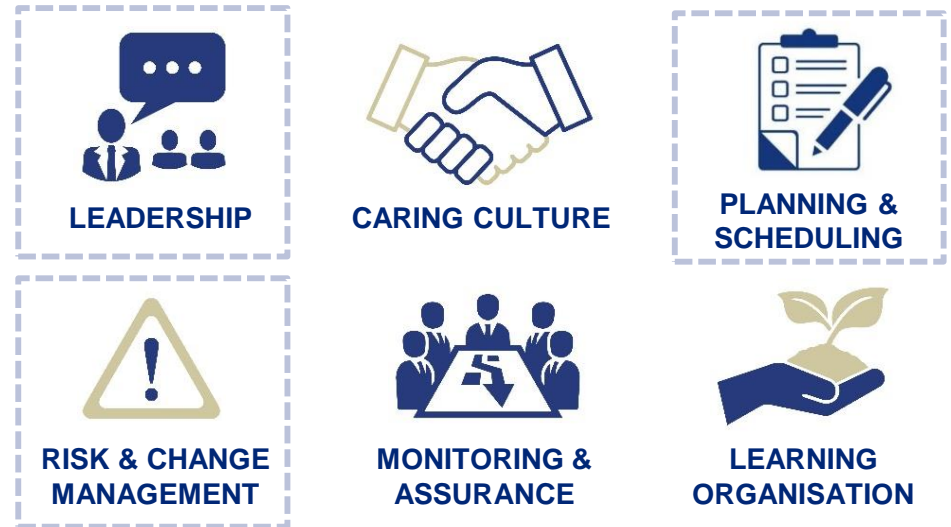 LEADERSHIP
CARING CULTURE
PLANNING &
SCHEDULING
RISK & CHANGE
MANAGEMENT
MONITORING &
ASSURANCE
LEARNING
ORGANISATION